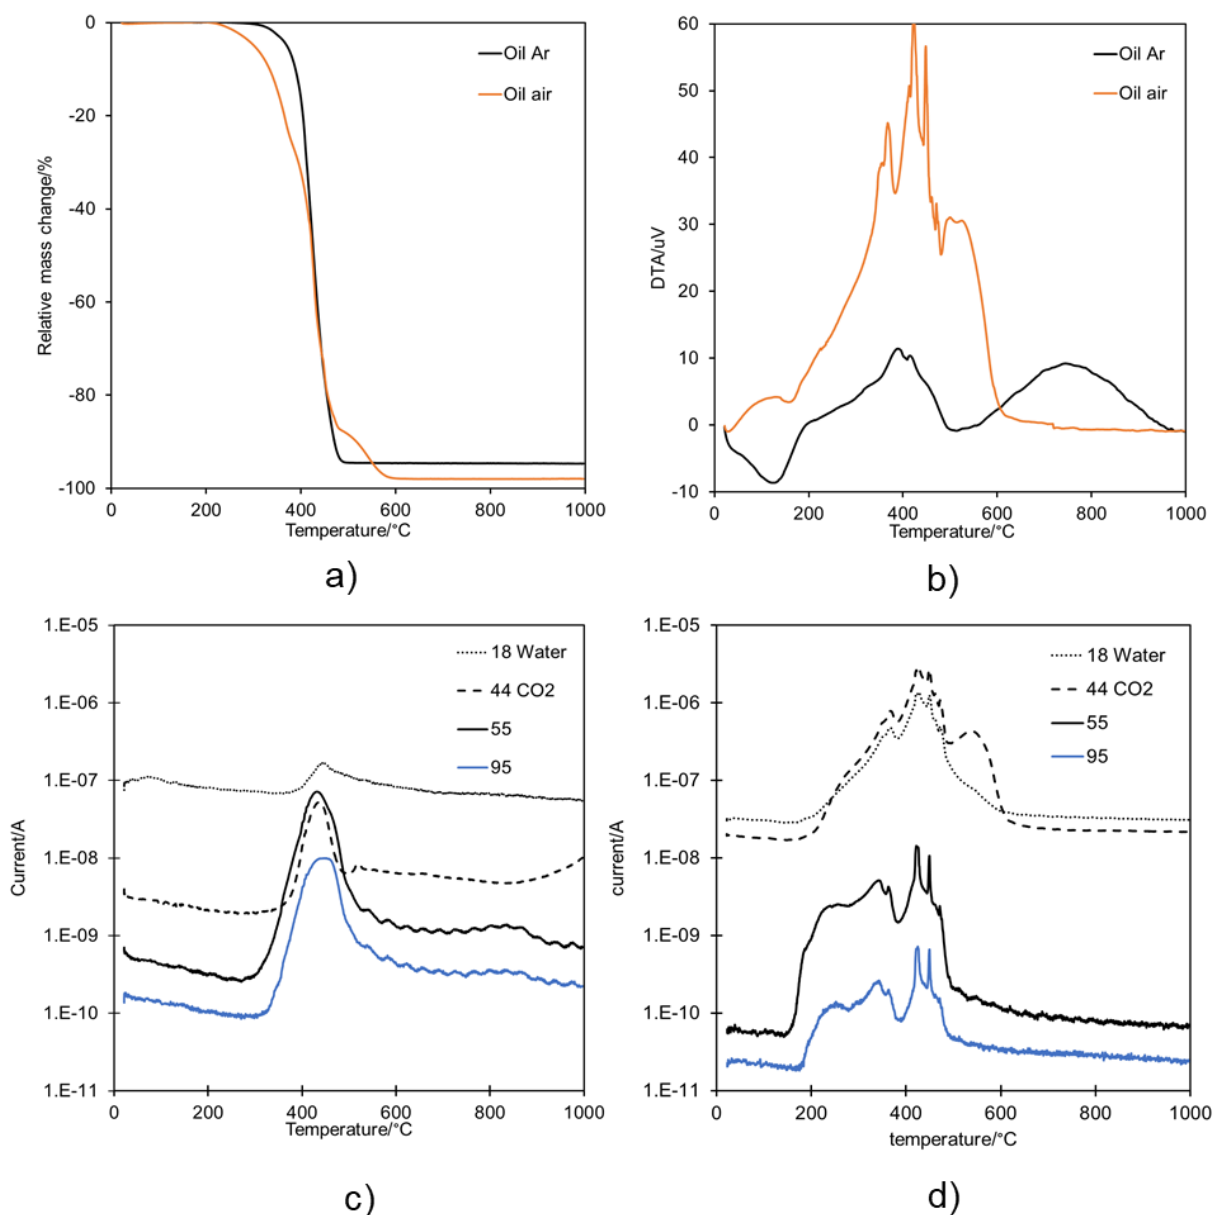 0
-20
-40
-60
-80
-100
Relative mass change/%
Oil Ar
Oil air
0 200 400 600 800 1000
Temperature/°C
a)
60
50
40
30
20
10
0
-10
DTA/uV
Oil Ar
Oil air
0 200 400 600 800 1000
Temperature/°C
b)
1.E-05
1.E-06
1.E-07
1.E-08
1.E-09
1.E-10
1.E-11
Current/A
18 Water
44 CO2
55
95
0 200 400 600 800 1000
Temperature/°C
c)
1.E-05
1.E-06
1.E-07
1.E-08
1.E-09
1.E-10
1.E-11
current/A
18 Water
44 CO2
55
95
0 200 400 600 800 1000
temperature/°C
d)